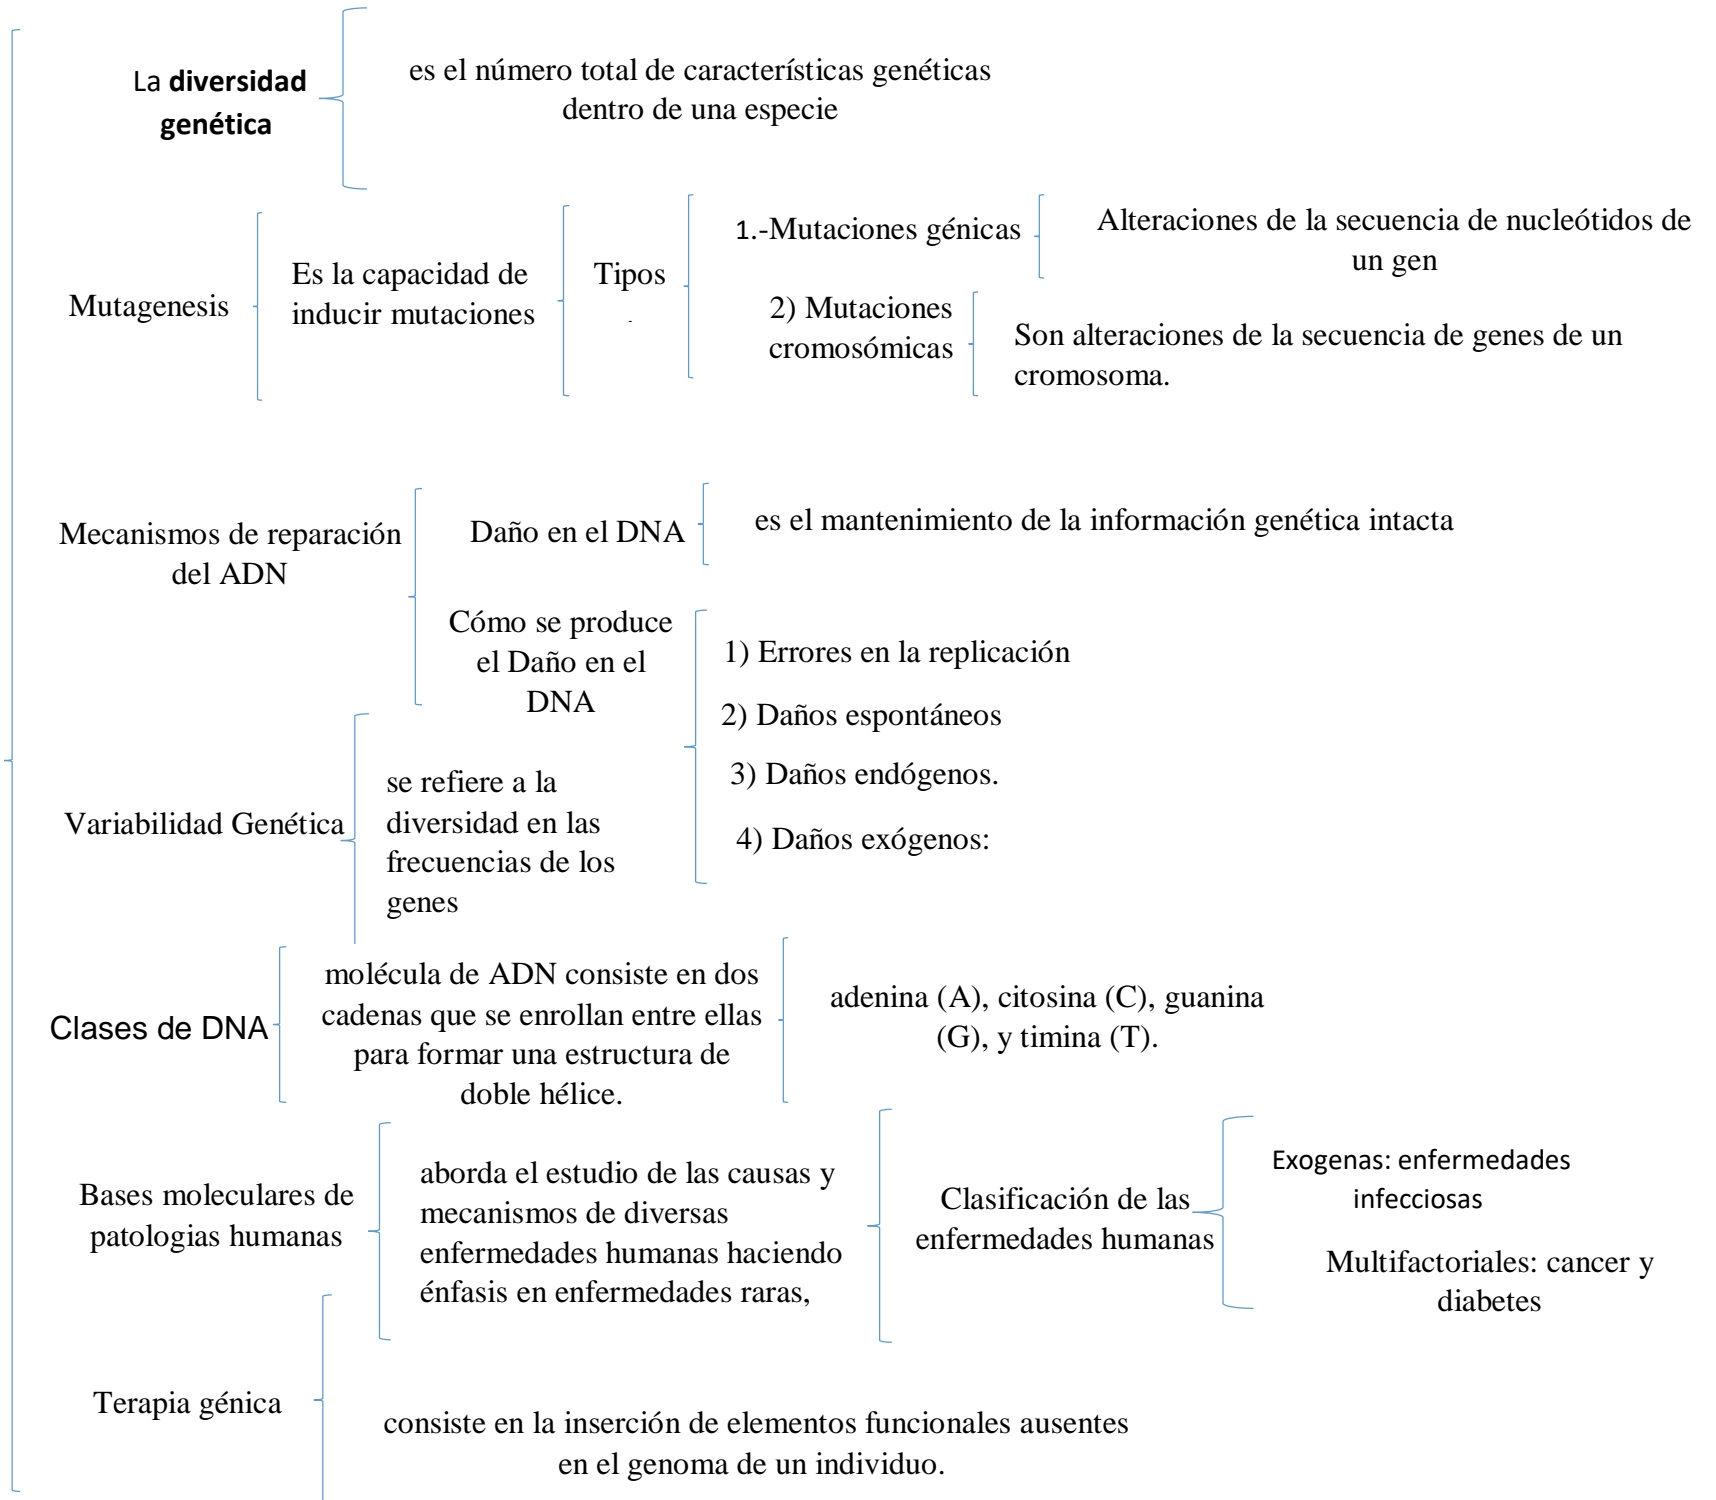 La diversidad
genética
es el número total de características genéticas
dentro de una especie
Mutagenesis
Es la capacidad de
inducir mutaciones
Tipos
.
1.-Mutaciones génicas
Alteraciones de la secuencia de nucleótidos de
un gen
2) Mutaciones
cromosómicas
Son alteraciones de la secuencia de genes de un
cromosoma.
Mecanismos de reparación
del ADN
Daño en el DNA
es el mantenimiento de la información genética intacta
Cómo se produce
el Daño en el
DNA
1) Errores en la replicación
2) Daños espontáneos
3) Daños endógenos.
4) Daños exógenos:
Variabilidad Genética
se refiere a la
diversidad en las
frecuencias de los
genes
Clases de DNA
molécula de ADN consiste en dos
cadenas que se enrollan entre ellas
para formar una estructura de
doble hélice.
adenina (A), citosina (C), guanina
(G), y timina (T).
Bases moleculares de
patologias humanas
aborda el estudio de las causas y
mecanismos de diversas
enfermedades humanas haciendo
énfasis en enfermedades raras,
Clasificación de las
enfermedades humanas
Exogenas: enfermedades
infecciosas
Multifactoriales: cancer y
diabetes
Terapia génica
consiste en la inserción de elementos funcionales ausentes
en el genoma de un individuo.